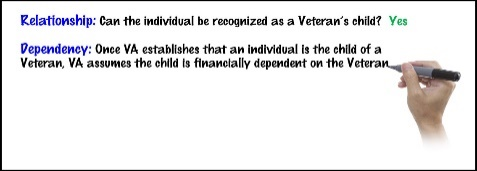 Relationship: Can the individual be recognized as a Veteran's child? Yes
Dependency: Once VA establishes that an individual is the child of a
Veteran, VA assumes the child is financially dependent on the Veteran